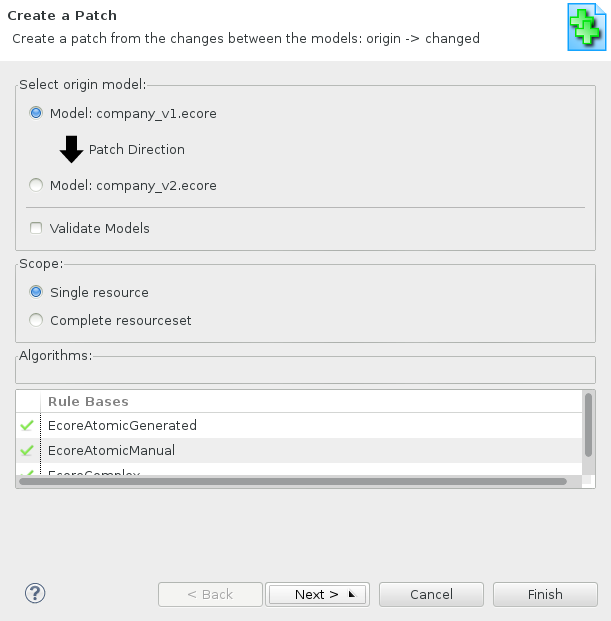 Create a Patch
Create a patch from the changes between the models: origin -> changed
Select origin model:
Model: company_v1.ecore
Patch Direction
Model: company_v2.ecore
Validate Models
Scope:
Single resource
Complete resourceset
Algorithms:
Rule Bases
EcoreAtomicGenerated
EcoreAtomicManual
EcoreComplex
?
< Back
Next >
Cancel
Finish